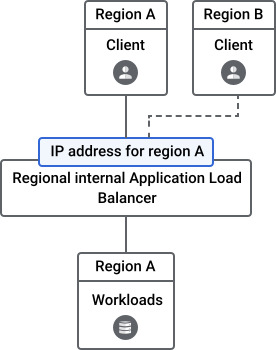 Region A
Region B
Client
Client
IP address for region A
Regional internal Application Load
Balancer
Region A
Workloads